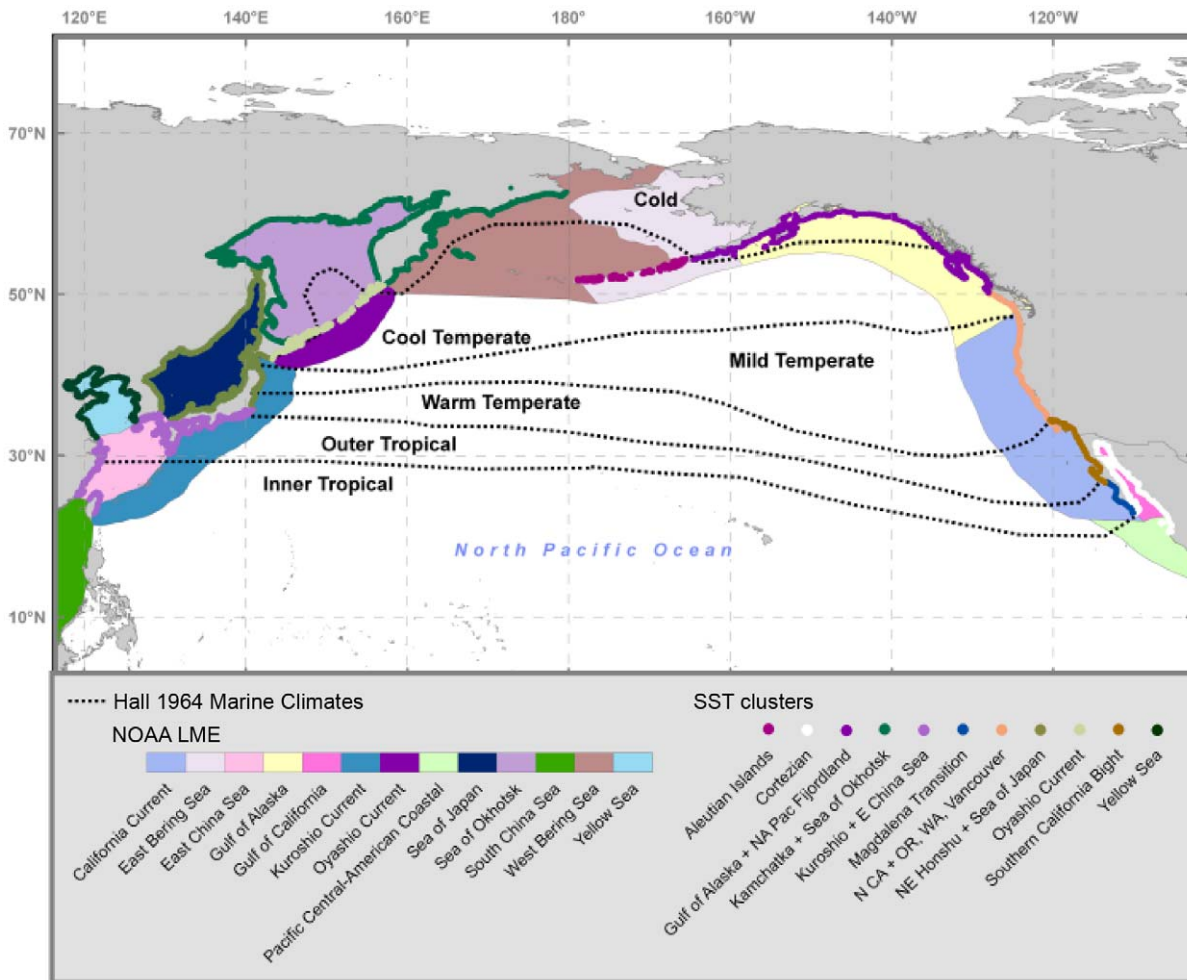 120°E 140°E 160°E 180° 160°W 140°W 120°W
70°N
Cold
50°N
Cool Temperate
Mild Temperate
Warm Temperate
Outer Tropical
30°N
Inner Tropical
North Pacific Ocean
10°N
Hall 1964 Marine Climates
NOAA LME
California Current
East Bering Sea
East China Sea
Gulf of Alaska
Gulf of California
Kuroshio Current
Oyashio Current
Pacific Central-American Coastal
Sea of Japan
Sea of Okhotsk
South China Sea
West Bering Sea
Yellow Sea
SST clusters
Aleutian Islands
Cortezian
Gulf of Alaska + NA Pac Fijordland
Kamchatka + Sea of Okhotsk
Kuroshio + E China Sea
Magdalena Transition
N CA + OR, WA, Vancouver
NE Honshu + Sea of Japan
Oyashio Current
Southern California Bight
Yellow Sea